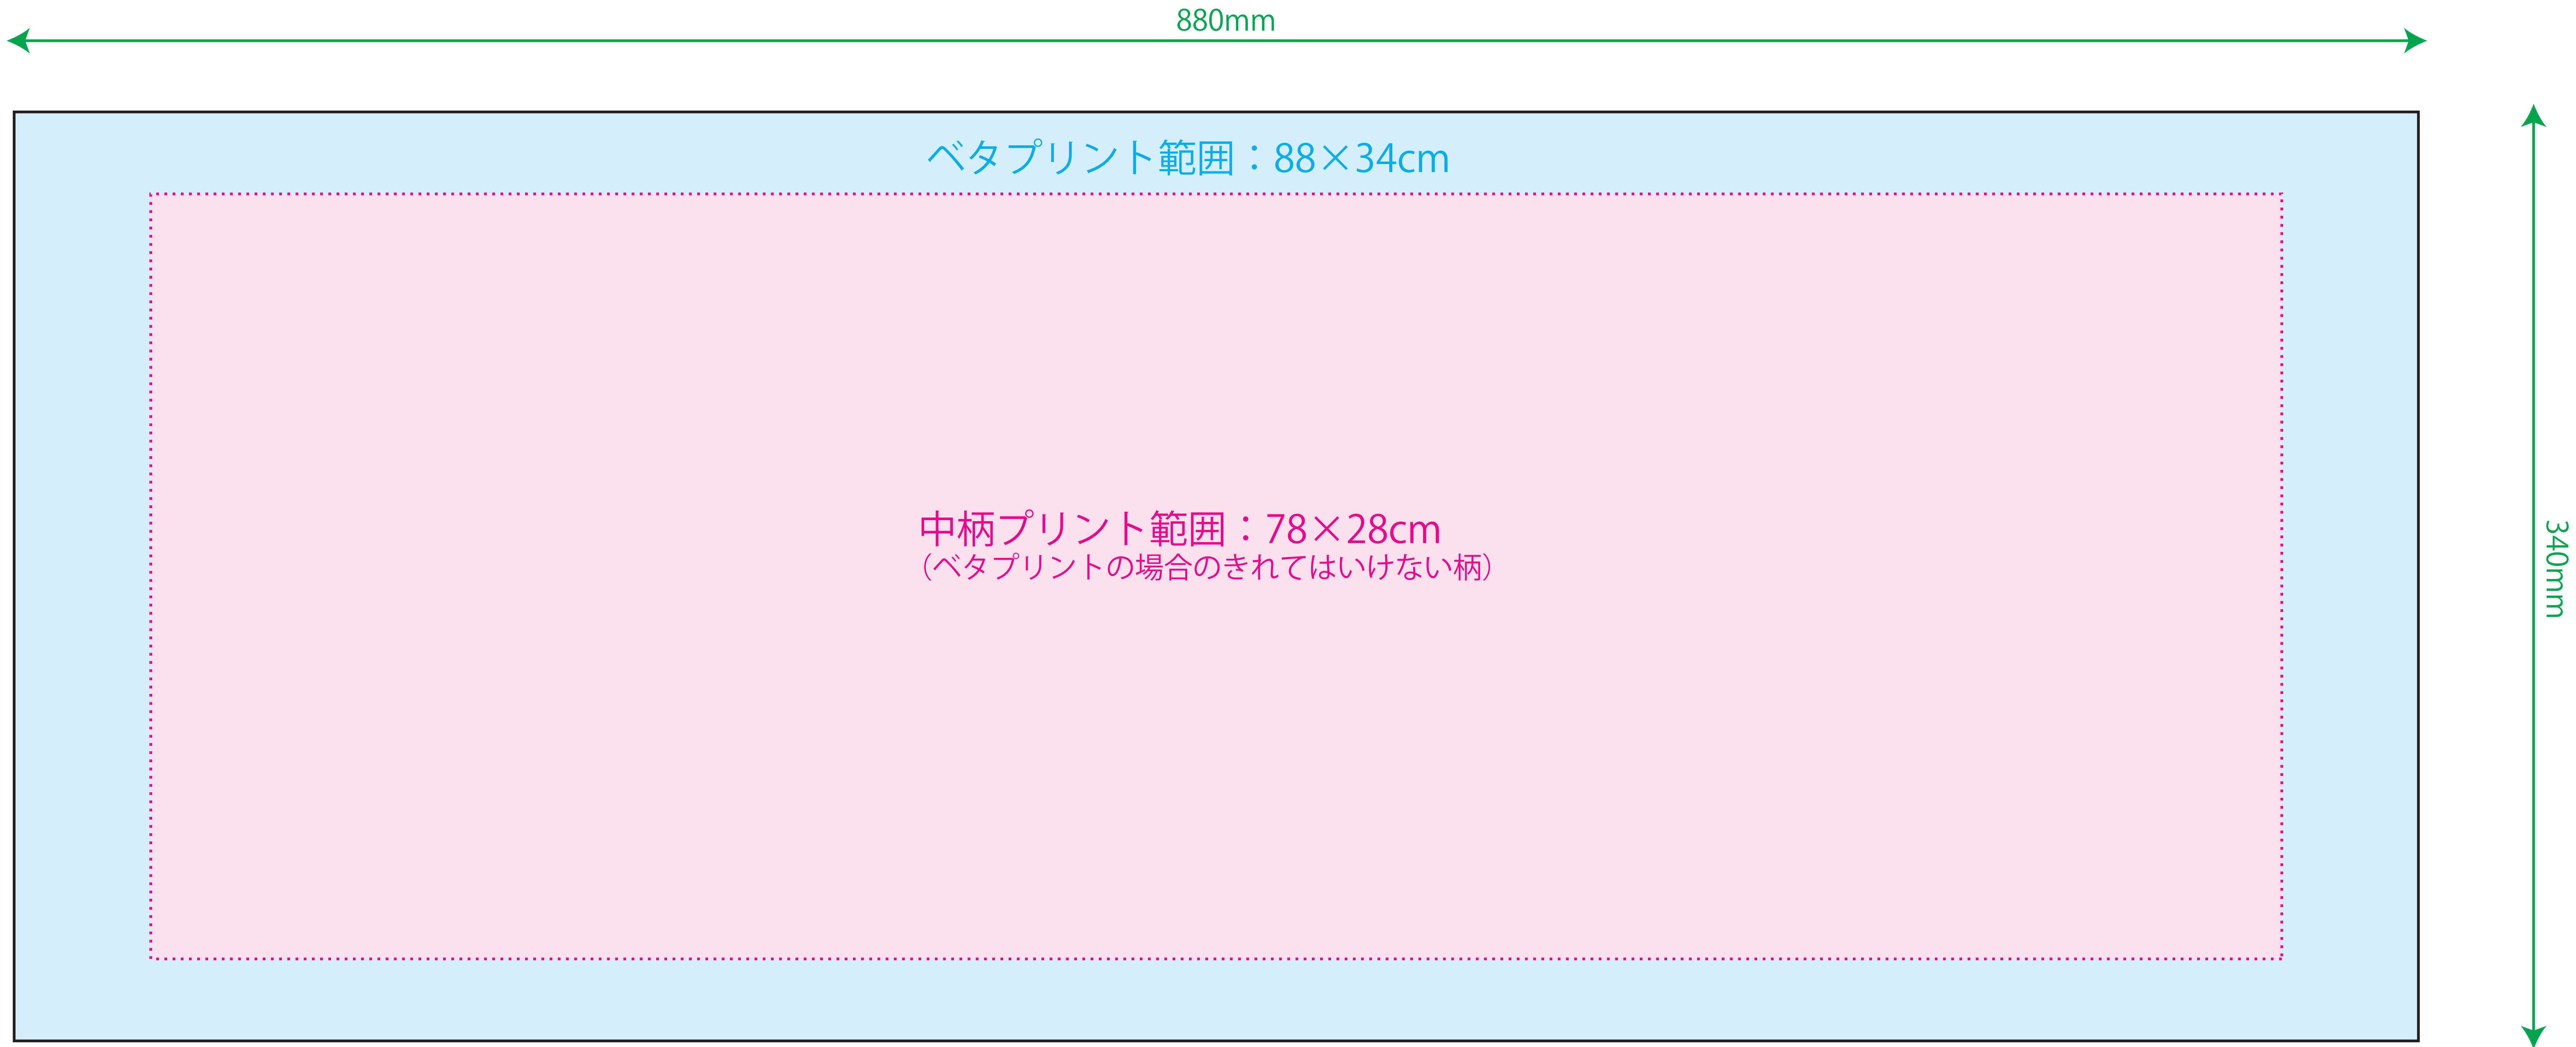 880mm
ベタプリント範囲：88×34cm
中柄プリント範囲：78×28cm
（ベタプリントの場合のきれてはいけない柄）
340mm